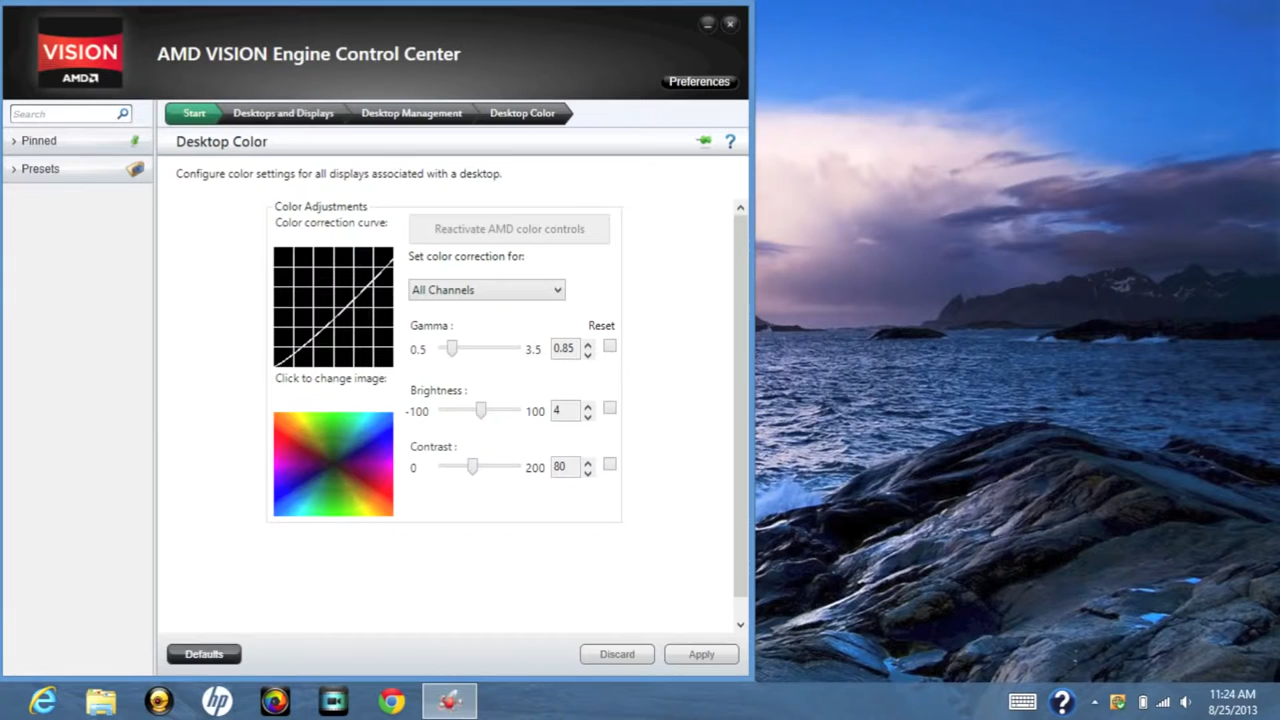 VISION
AMD
AMD VISION Engine Control Center
Preferences
Search
Start
Desktops and Displays
Desktop Management
Desktop Color
Pinned
Presets
Desktop Color
?
Configure color settings for all displays associated with a desktop.
Color Adjustments
Color correction curve:
Reactivate AMD color controls
Set color correction for:
All Channels
Gamma :
Reset
0.5
3.5
0.85
Click to change image:
Brightness :
-100
100
4
Contrast :
0
200
80
Defaults
Discard
Apply
hp
?
11:24 AM
8/25/2013